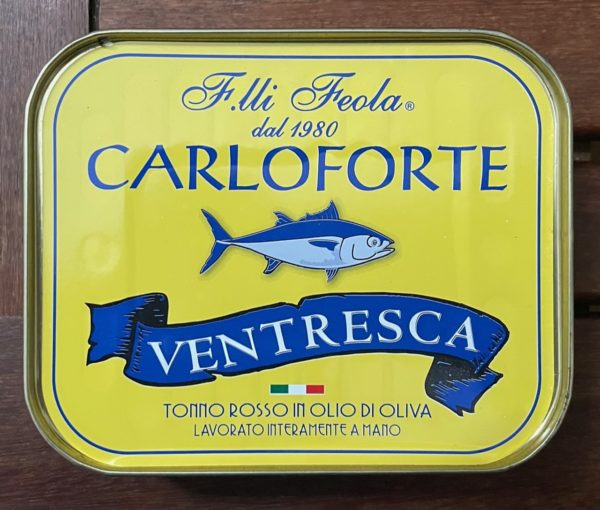 F.lli Feola®
dal 1980
CARLOFORTE
VENTRESCA
TONNO ROSSO IN OLIO DI OLIVA
LAVORATO INTERAMENTE A MANO